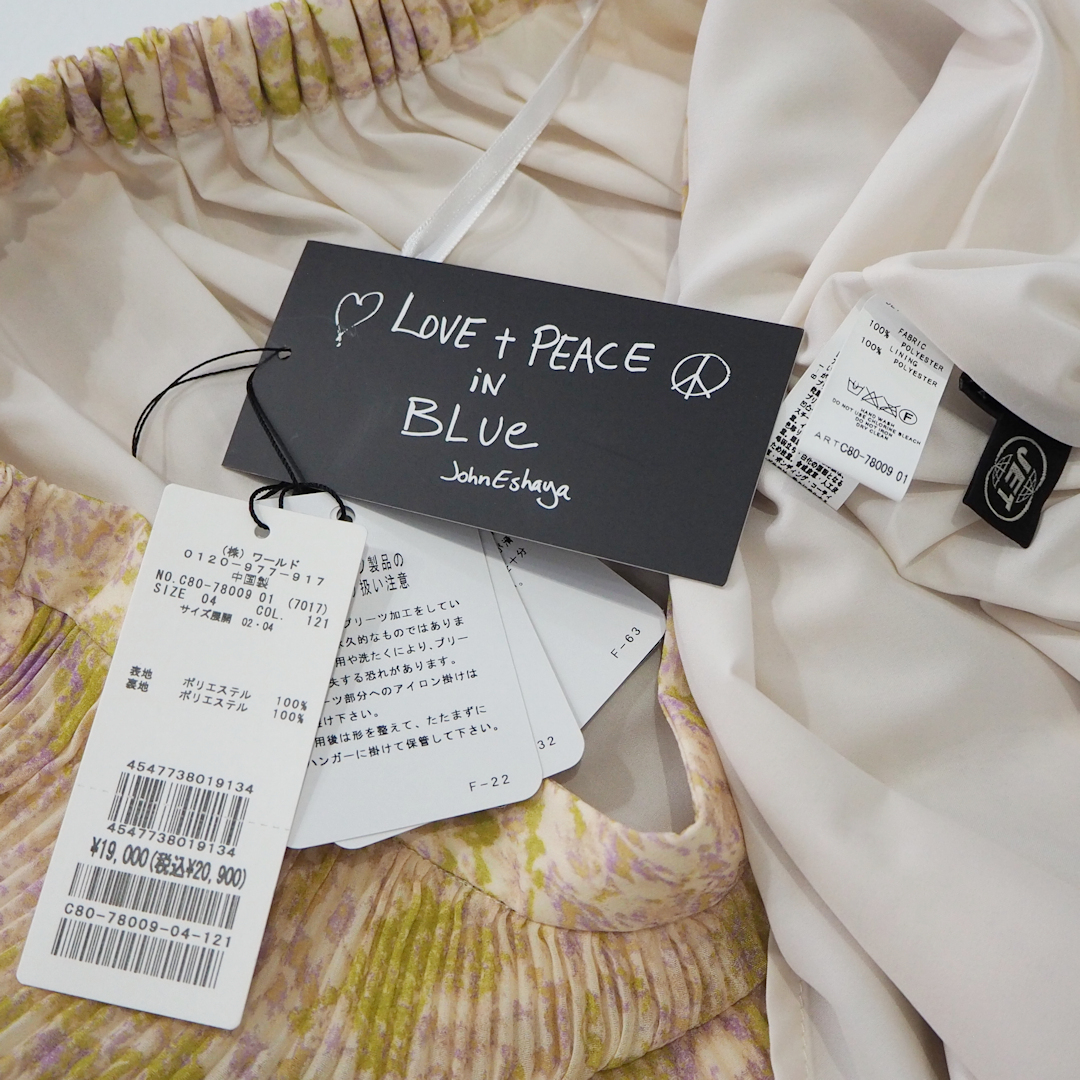 LOVE + PEACE
iN
BLUe
JohnEshaya
100% FABRIC
POLYESTER
100% LINING
POLYESTER
F
HAND WASH
DO NOT USE CHLORINE BLEACH
DO NOT IRON
DRY CLEAN
ARTC80-78009 01
JET
(株) ワールド
0120-977-917
中国製
NO.C80-78009 01 (7017)
SIZE 04 COL. 121
サイズ展開 02・04
表地 ポリエステル 100%
裏地 ポリエステル 100%
4547738019134
4547738019134
¥19,000(税込¥20,900)
C80-78009-04-121
製品の
扱い注意
プリーツ加工をしてい
久的なものではありま
用や洗たくにより、プリー
失する恐れがあります。
ーツ部分へのアイロン掛けは
け下さい。
用後は形を整えて、たたまずに
ハンガーに掛けて保管して下さい。
F-22
32
F-63